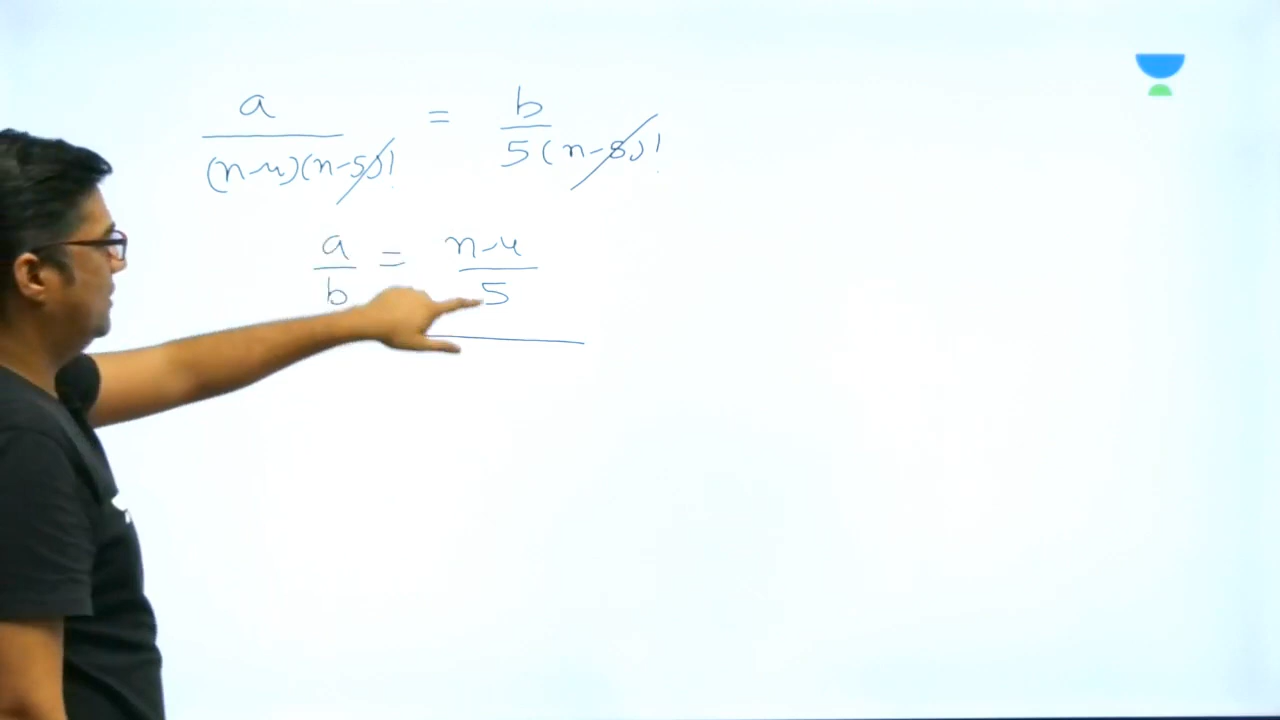 a / (n-4)(n-5)! = b / 5(n-5)!
a/b = n-4 / 5